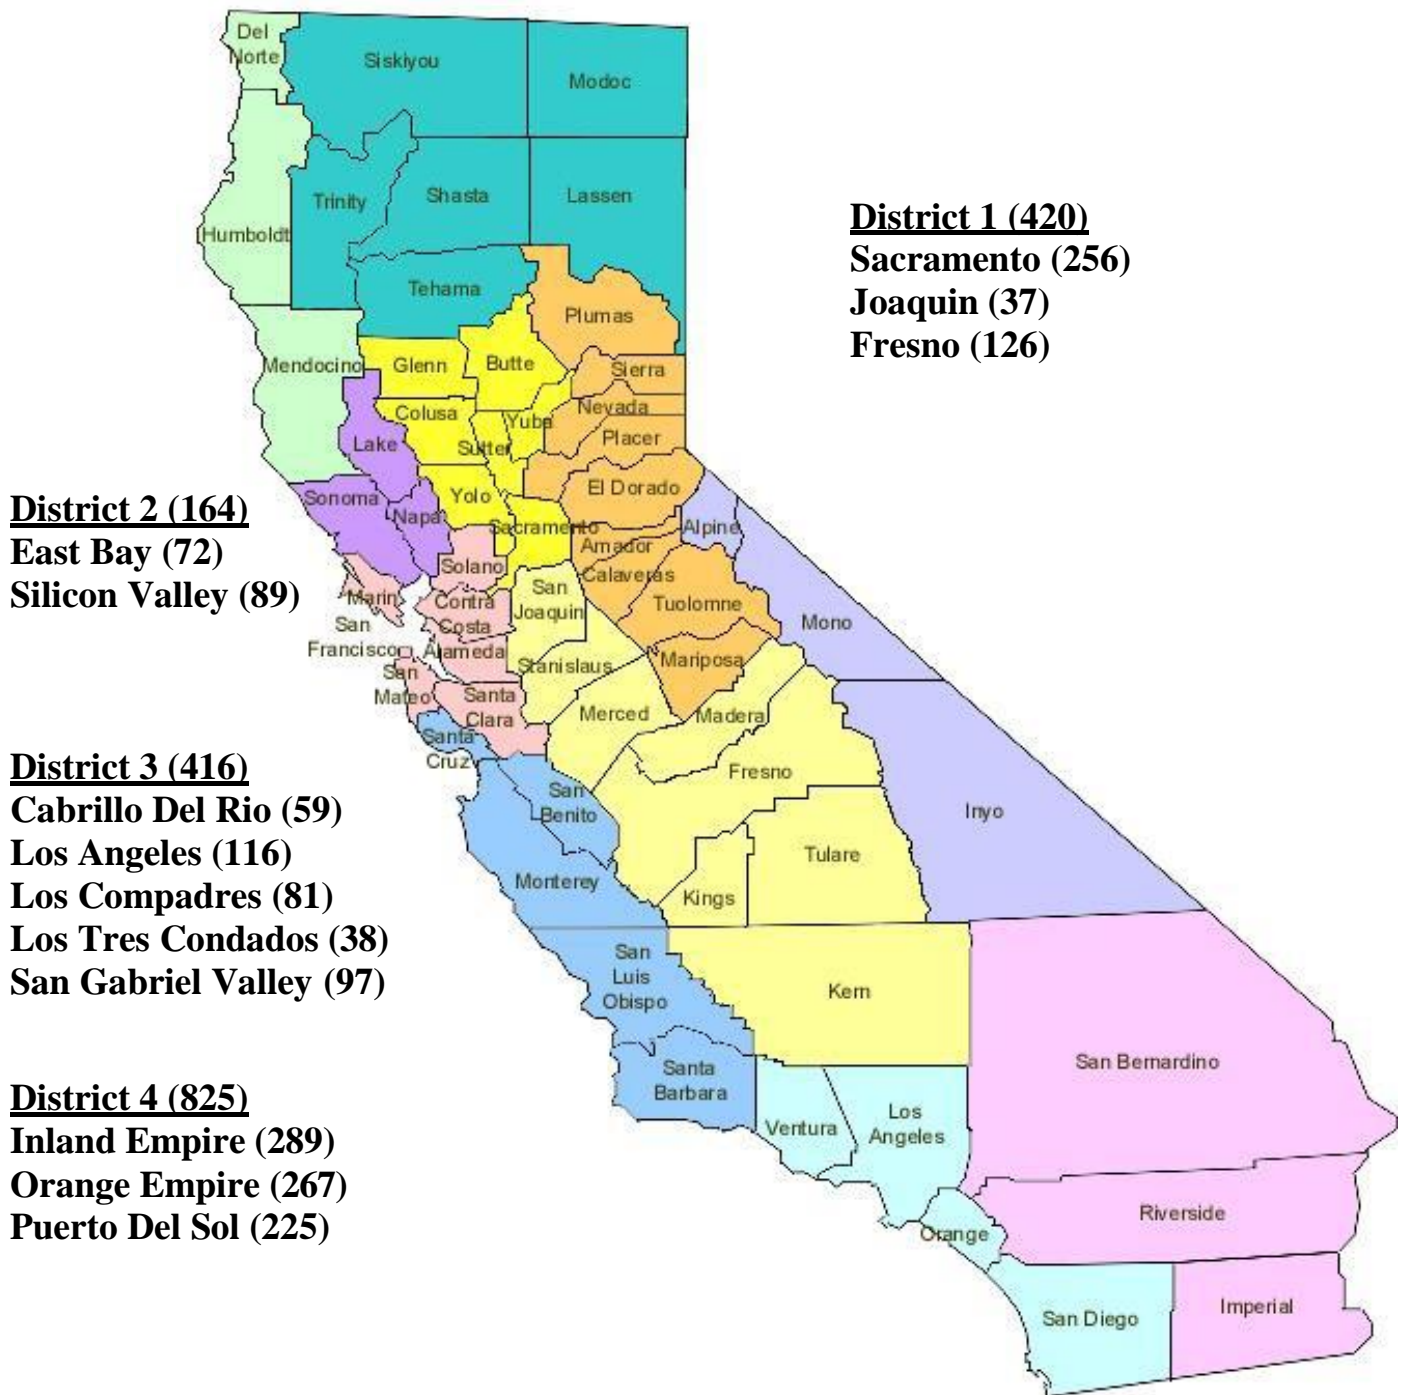 Del
Norte
Siskiyou
Modoc
Trinity
Shasta
Lassen
Humboldt
Tehama
Plumas
Mendocino
Glenn
Butte
Sierra
Colusa
Yuba
Nevada
Lake
Sutter
Placer
Sonoma
Napa
Yolo
El Dorado
Sacramento
Alpine
Amador
Solano
Calaveras
Marin
Contra
Costa
San
Joaquin
Tuolomne
Mono
San
Francisco
Alameda
Stanislaus
Mariposa
San
Mateo
Santa
Clara
Merced
Madera
Santa
Cruz
Fresno
San
Benito
Inyo
Tulare
Monterey
Kings
San
Luis
Obispo
Kern
San Bernardino
Santa
Barbara
Ventura
Los
Angeles
Riverside
Orange
San Diego
Imperial
District 1 (420)
Sacramento (256)
Joaquin (37)
Fresno (126)
District 2 (164)
East Bay (72)
Silicon Valley (89)
District 3 (416)
Cabrillo Del Rio (59)
Los Angeles (116)
Los Compadres (81)
Los Tres Condados (38)
San Gabriel Valley (97)
District 4 (825)
Inland Empire (289)
Orange Empire (267)
Puerto Del Sol (225)